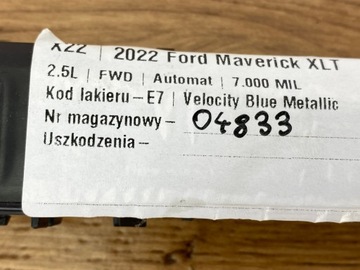 X22 | 2022 Ford Maverick XLT
2.5L | FWD | Automat | 7.000 MIL
Kod lakieru – E7 | Velocity Blue Metallic
Nr magazynowy – 04833
Uszkodzenia –